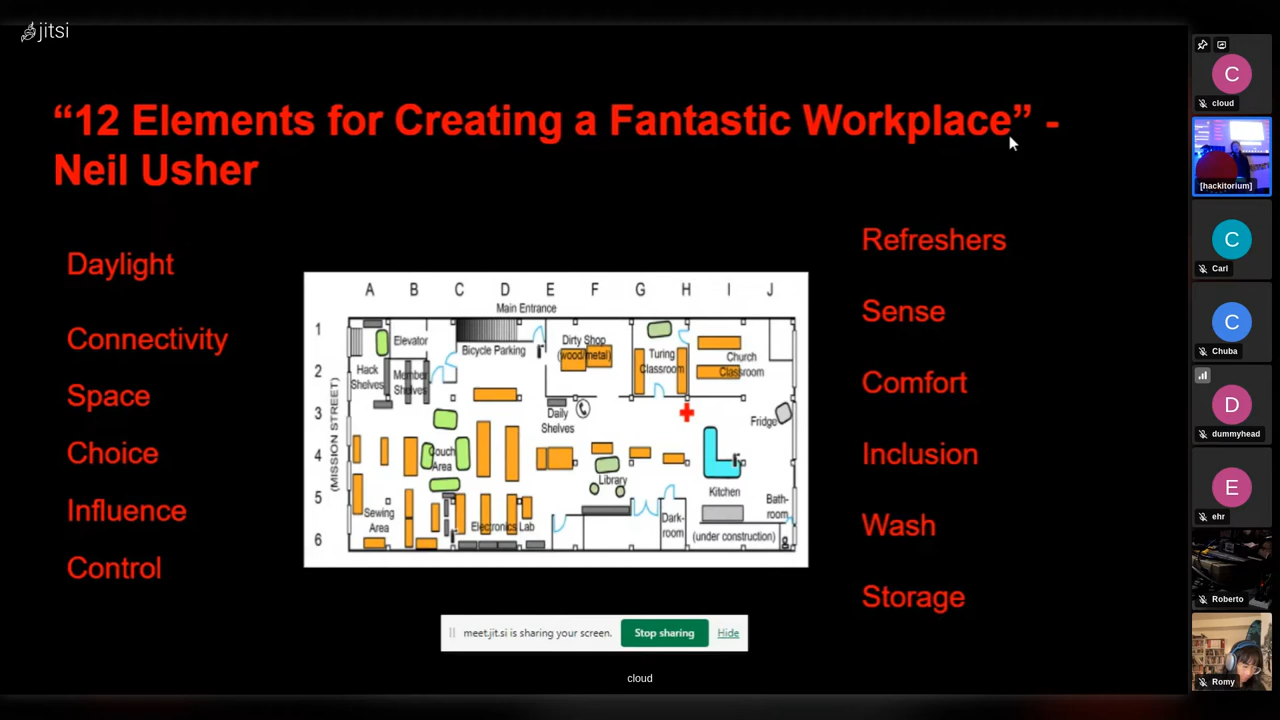 jitsi
“12 Elements for Creating a Fantastic Workplace” -
Neil Usher
Daylight
Connectivity
Space
Choice
Influence
Control
A B C D E F G H I J
Main Entrance
1
2
3
4
5
6
(MISSION STREET)
Elevator
Bicycle Parking
Dirty Shop
(wood/metal)
Turing
Classroom
Church
Classroom
Hack
Shelves
Member
Shelves
Daily
Shelves
Fridge
Couch
Area
Library
Kitchen
Sewing
Area
Electronics Lab
Dark-
room
Bath-
room
(under construction)
Refreshers
Sense
Comfort
Inclusion
Wash
Storage
meet.jit.si is sharing your screen.
Stop sharing
Hide
cloud
C
cloud
[hackitorium]
C
Carl
C
Chuba
D
dummyhead
E
ehr
Roberto
Romy